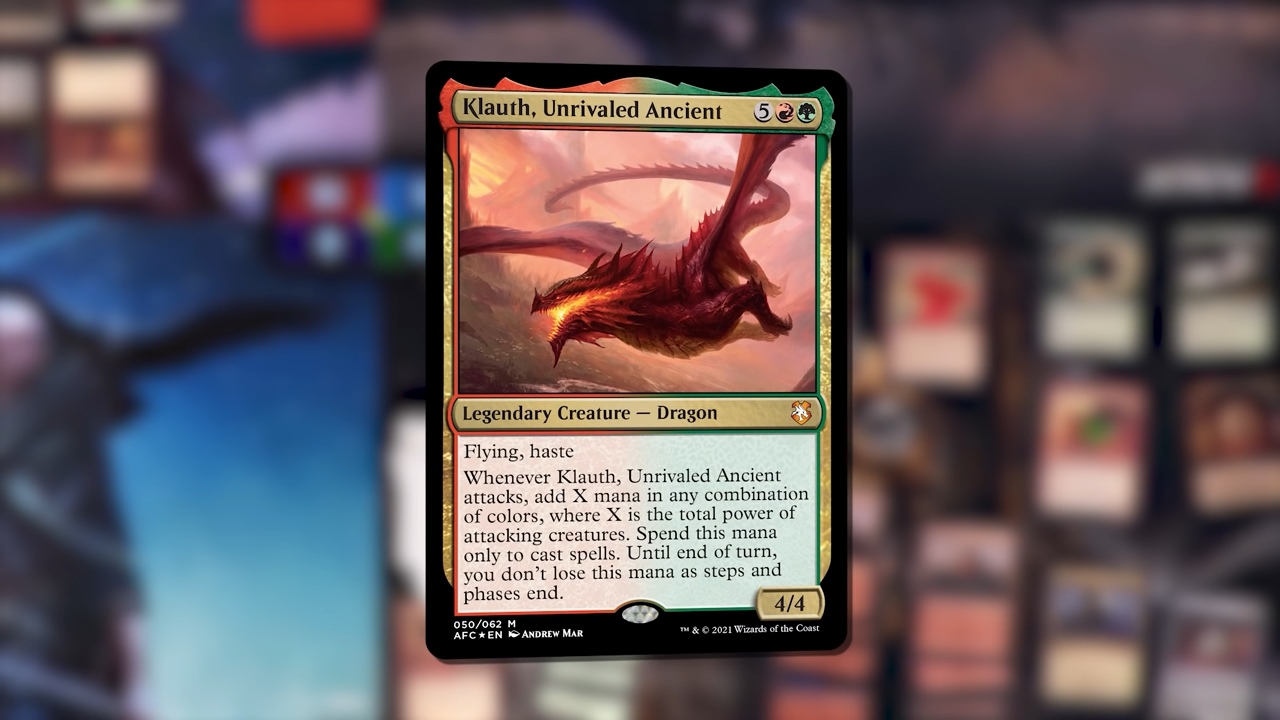 Klauth, Unrivaled Ancient 5
Legendary Creature — Dragon
Flying, haste
Whenever Klauth, Unrivaled Ancient
attacks, add X mana in any combination
of colors, where X is the total power of
attacking creatures. Spend this mana
only to cast spells. Until end of turn,
you don't lose this mana as steps and
phases end.
4/4
050/062 M
AFC★EN Andrew Mar
™ & © 2021 Wizards of the Coast